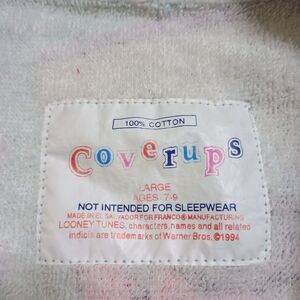 100% COTTON
Coverups
LARGE
AGES 7-9
NOT INTENDED FOR SLEEPWEAR
MADE IN EL SALVADOR FOR FRANCO® MANUFACTURING
LOONEY TUNES, characters, names and all related
indicia are trademarks of Warner Bros. ©1994